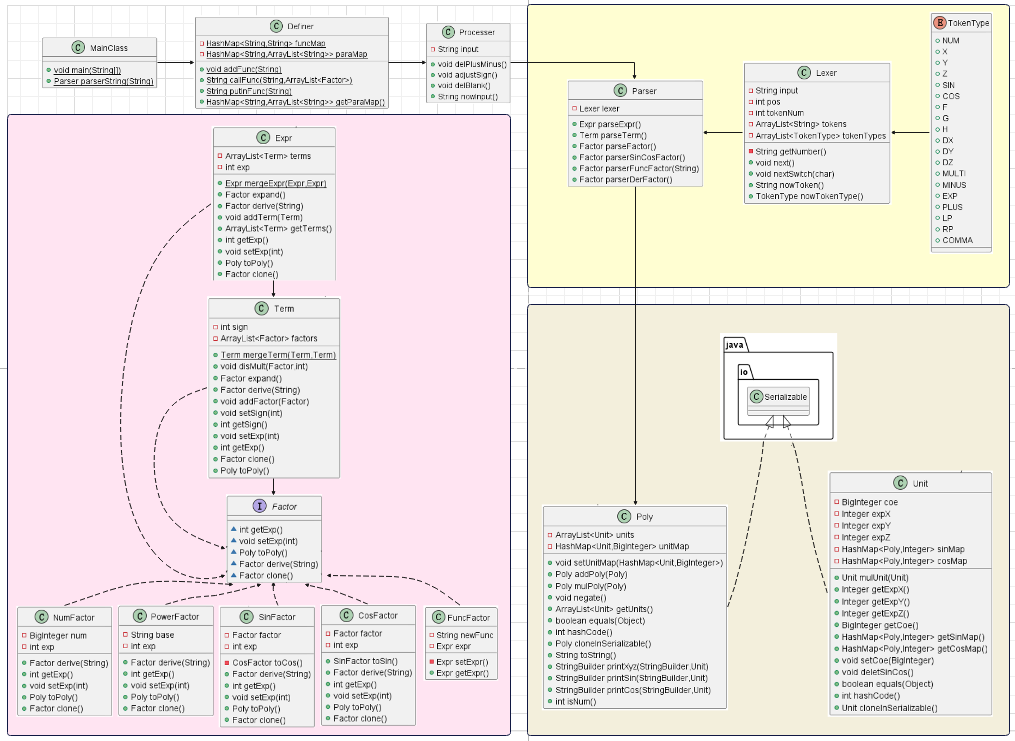 MainClass
void main(String[])
Parser parserString(String)
Definer
HashMap<String,String> funcMap
HashMap<String,ArrayList<String>> paraMap
void addFunc(String)
String callFunc(String,ArrayList<Factor>)
String putinFunc(String)
HashMap<String,ArrayList<String>> getParaMap()
Processer
String input
void delPlusMinus()
void adjustSign()
void delBlank()
String nowInput()
Expr
ArrayList<Term> terms
int exp
Expr mergeExpr(Expr,Expr)
Factor expand()
Factor derive(String)
void addTerm(Term)
ArrayList<Term> getTerms()
int getExp()
void setExp(int)
Poly toPoly()
Factor clone()
Term
int sign
ArrayList<Factor> factors
Term mergeTerm(Term,Term)
void disMult(Factor,int)
Factor expand()
Factor derive(String)
void addFactor(Factor)
void setSign(int)
int getSign()
void setExp(int)
int getExp()
Factor clone()
Poly toPoly()
Factor
int getExp()
void setExp(int)
Poly toPoly()
Factor derive(String)
Factor clone()
NumFactor
BigInteger num
int exp
Factor derive(String)
int getExp()
void setExp(int)
Poly toPoly()
Factor clone()
PowerFactor
String base
int exp
Factor derive(String)
int getExp()
void setExp(int)
Poly toPoly()
Factor clone()
SinFactor
Factor factor
int exp
CosFactor toCos()
Factor derive(String)
int getExp()
void setExp(int)
Poly toPoly()
Factor clone()
CosFactor
Factor factor
int exp
SinFactor toSin()
Factor derive(String)
int getExp()
void setExp(int)
Poly toPoly()
Factor clone()
FuncFactor
String newFunc
Expr expr
Expr setExpr()
Expr getExpr()
Parser
Lexer lexer
Expr parseExpr()
Term parseTerm()
Factor parseFactor()
Factor parserSinCosFactor()
Factor parserFuncFactor(String)
Factor parserDerFactor()
Lexer
String input
int pos
int tokenNum
ArrayList<String> tokens
ArrayList<TokenType> tokenTypes
String getNumber()
void next()
void nextSwitch(char)
String nowToken()
TokenType nowTokenType()
TokenType
NUM
X
Y
Z
SIN
COS
F
G
H
DX
DY
DZ
MULTI
MINUS
EXP
PLUS
LP
RP
COMMA
java
io
Serializable
Poly
ArrayList<Unit> units
HashMap<Unit,BigInteger> unitMap
void setUnitMap(HashMap<Unit,BigInteger>)
Poly addPoly(Poly)
Poly mulPoly(Poly)
void negate()
ArrayList<Unit> getUnits()
boolean equals(Object)
int hashCode()
Poly cloneInSerializable()
String toString()
StringBuilder printXyz(StringBuilder,Unit)
StringBuilder printSin(StringBuilder,Unit)
StringBuilder printCos(StringBuilder,Unit)
int isNum()
Unit
BigInteger coe
Integer expX
Integer expY
Integer expZ
HashMap<Poly,Integer> sinMap
HashMap<Poly,Integer> cosMap
Unit mulUnit(Unit)
Integer getExpX()
Integer getExpY()
Integer getExpZ()
BigInteger getCoe()
HashMap<Poly,Integer> getSinMap()
HashMap<Poly,Integer> getCosMap()
void setCoe(BigInteger)
void deletSinCos()
boolean equals(Object)
int hashCode()
Unit cloneInSerializable()